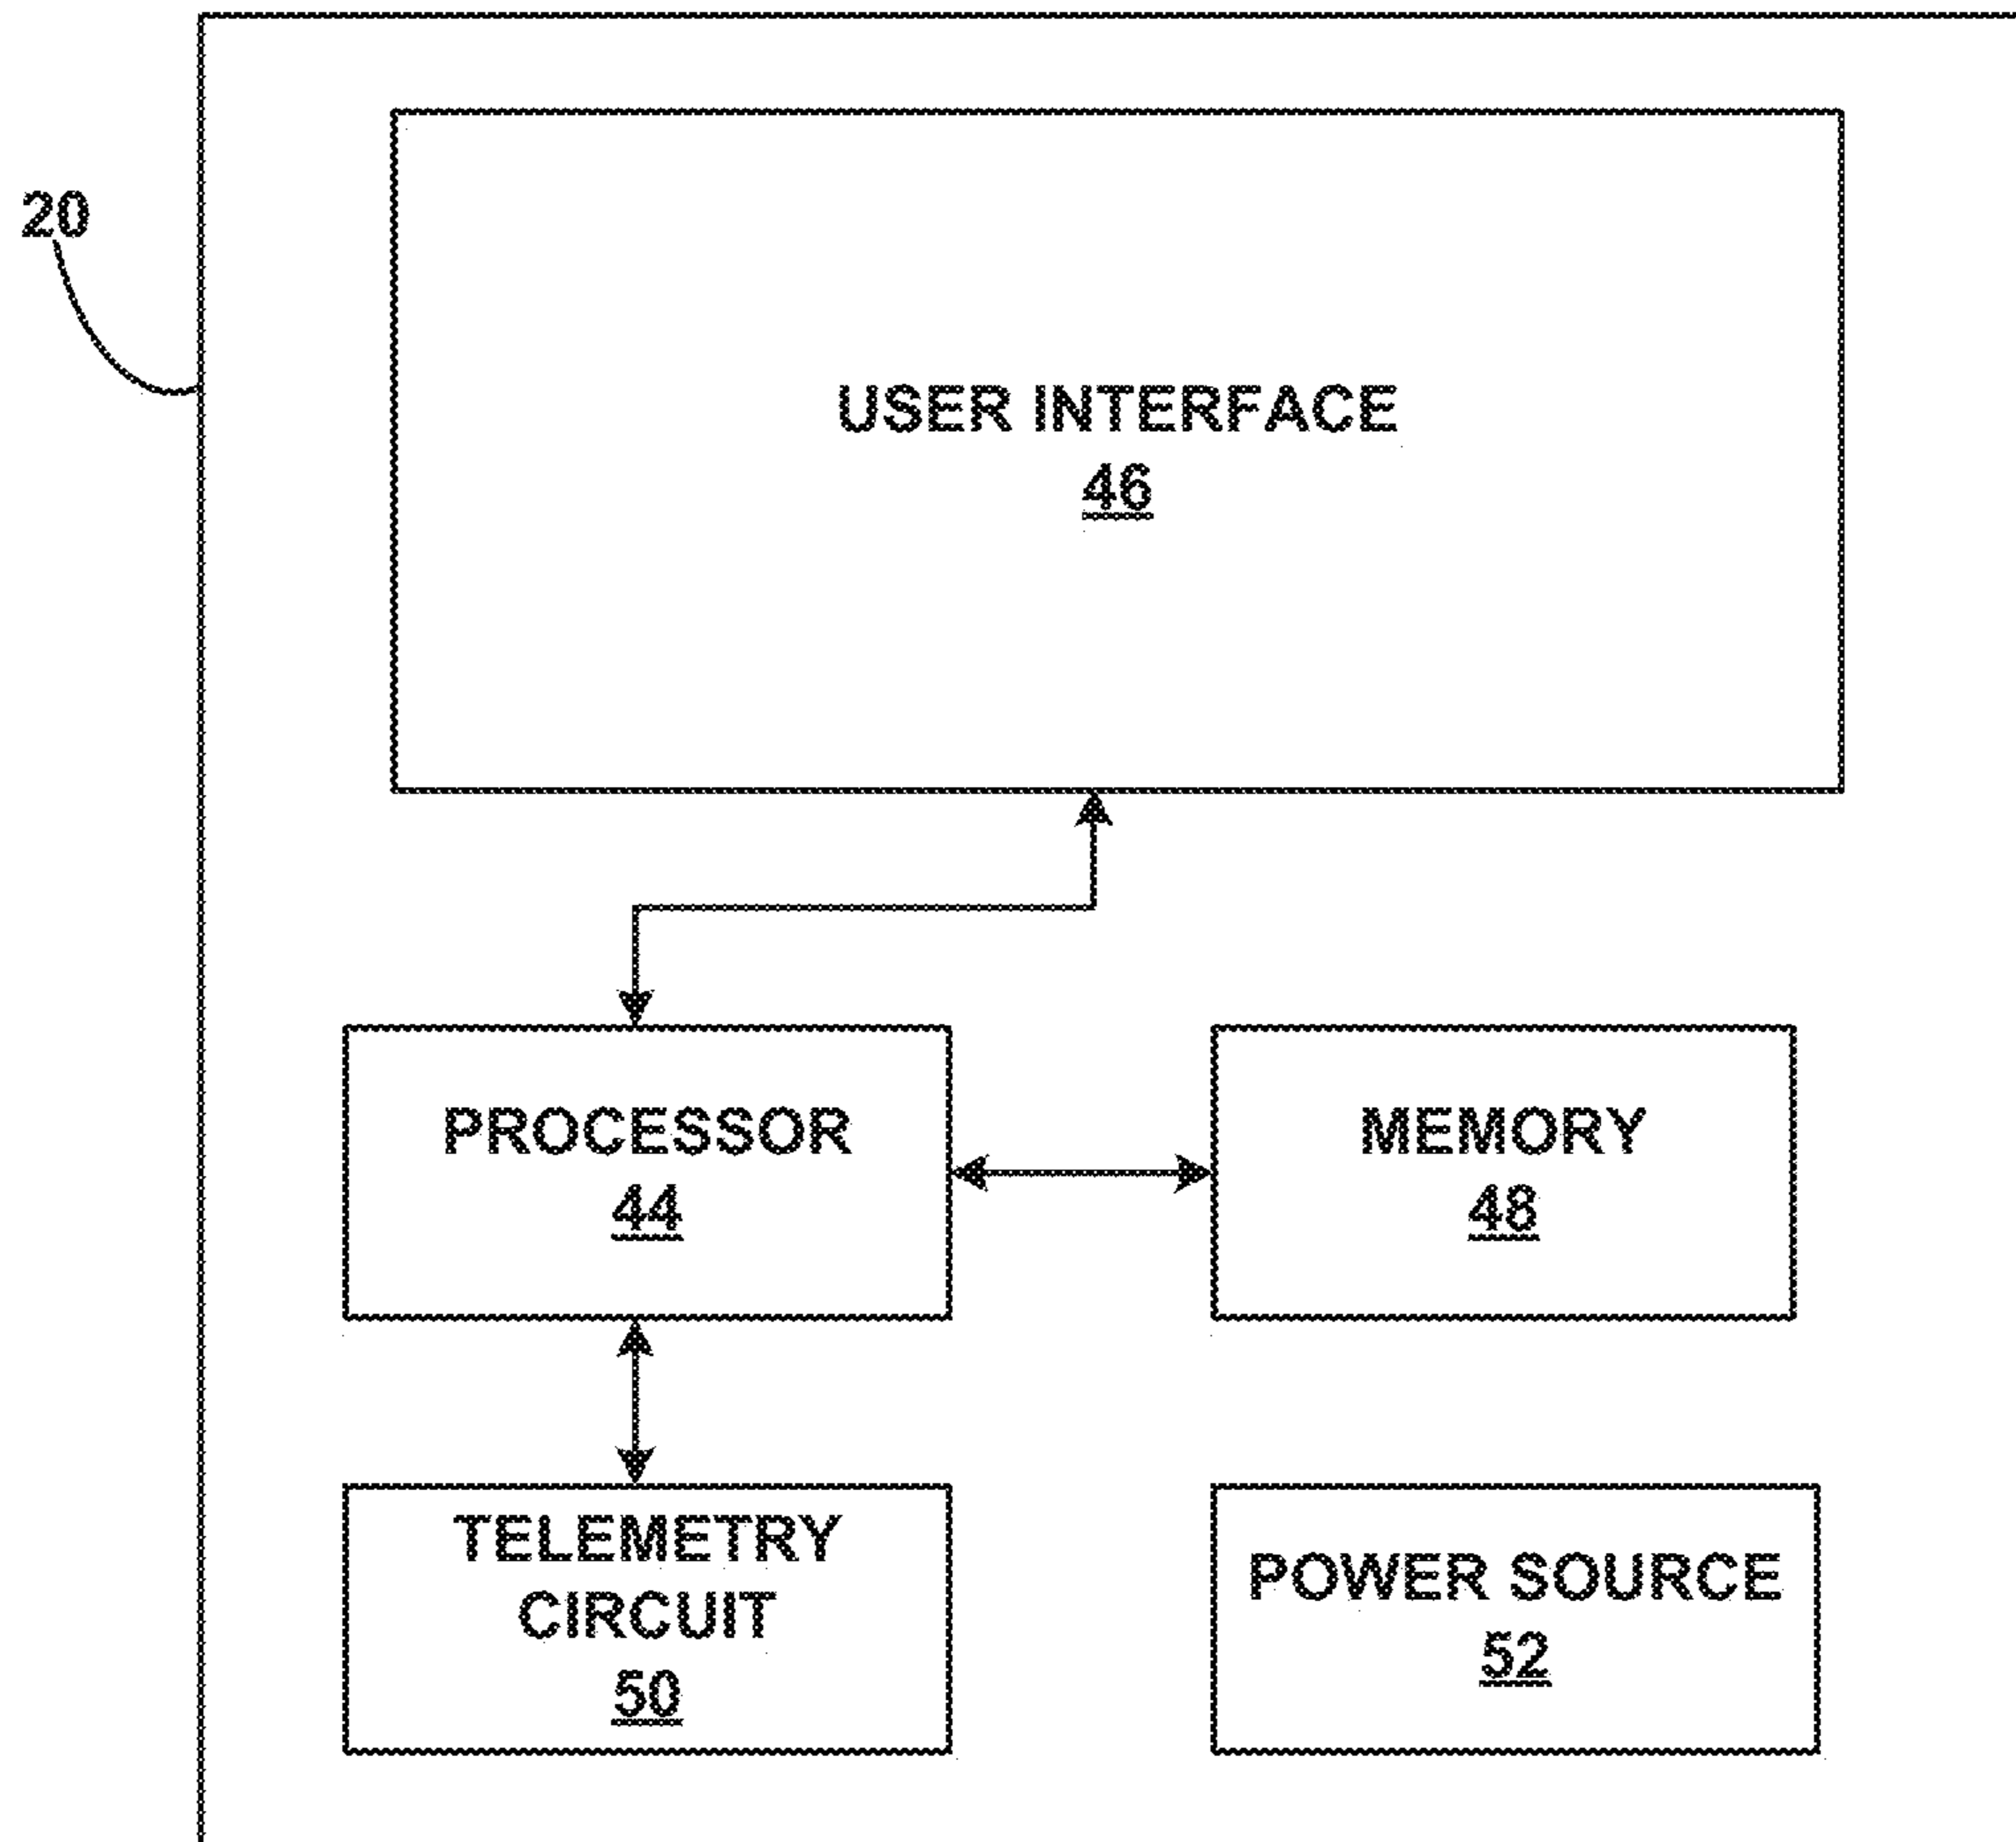 20
USER INTERFACE
46
PROCESSOR
44
MEMORY
48
TELEMETRY
CIRCUIT
50
POWER SOURCE
52